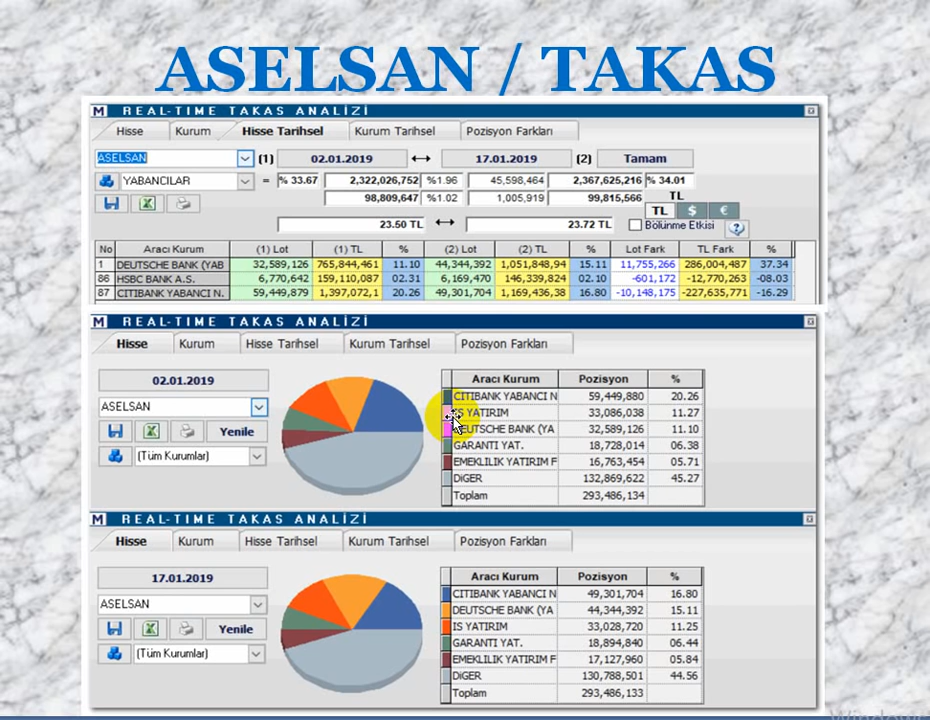 ASELSAN / TAKAS
M REAL-TIME TAKAS ANALİZİ
Hisse Kurum Hisse Tarihsel Kurum Tarihsel Pozisyon Farkları
ASELSAN (1) 02.01.2019 17.01.2019 (2) Tamam
YABANCILAR = % 33.67 2,322,026,752 %1.96 45,598,464 2,367,625,216 % 34.01
98,809,647 %1.02 1,005,919 99,815,566 TL
TL $ €
23.50 TL 23.72 TL Bölünme Etkisi
No Aracı Kurum (1) Lot (1) TL % (2) Lot (2) TL % Lot Fark TL Fark %
1 DEUTSCHE BANK (YAB 32,589,126 765,844,461 11.10 44,344,392 1,051,848,94 15.11 11,755,266 286,004,487 37.34
86 HSBC BANK A.S. 6,770,642 159,110,087 02.31 6,169,470 146,339,824 02.10 -601,172 -12,770,263 -08.03
87 CITIBANK YABANCI N. 59,449,879 1,397,072,1 20.26 49,301,704 1,169,436,38 16.80 -10,148,175 -227,635,771 -16.29
M REAL-TIME TAKAS ANALİZİ
Hisse Kurum Hisse Tarihsel Kurum Tarihsel Pozisyon Farkları
02.01.2019
ASELSAN
Yenile
(Tüm Kurumlar)
Aracı Kurum Pozisyon %
CITIBANK YABANCI N 59,449,880 20.26
IS YATIRIM 33,086,038 11.27
DEUTSCHE BANK (YA 32,589,126 11.10
GARANTI YAT. 18,728,014 06.38
EMEKLILIK YATIRIM F 16,763,454 05.71
DiGER 132,869,622 45.27
Toplam 293,486,134
M REAL-TIME TAKAS ANALİZİ
Hisse Kurum Hisse Tarihsel Kurum Tarihsel Pozisyon Farkları
17.01.2019
ASELSAN
Yenile
(Tüm Kurumlar)
Aracı Kurum Pozisyon %
CITIBANK YABANCI N 49,301,704 16.80
DEUTSCHE BANK (YA 44,344,392 15.11
IS YATIRIM 33,028,720 11.25
GARANTI YAT. 18,894,840 06.44
EMEKLILIK YATIRIM F 17,127,960 05.84
DiGER 130,788,501 44.56
Toplam 293,486,133